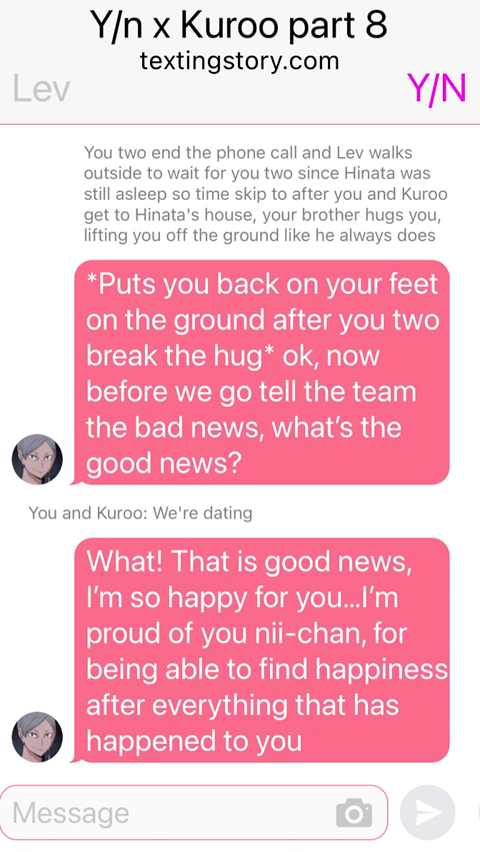 Y/n x Kuroo part 8
textingstory.com
Lev
Y/N
You two end the phone call and Lev walks
outside to wait for you two since Hinata was
still asleep so time skip to after you and Kuroo
get to Hinata's house, your brother hugs you,
lifting you off the ground like he always does
*Puts you back on your feet
on the ground after you two
break the hug* ok, now
before we go tell the team
the bad news, what's the
good news?
You and Kuroo: We're dating
What! That is good news,
I'm so happy for you...I'm
proud of you nii-chan, for
being able to find happiness
after everything that has
happened to you
Message